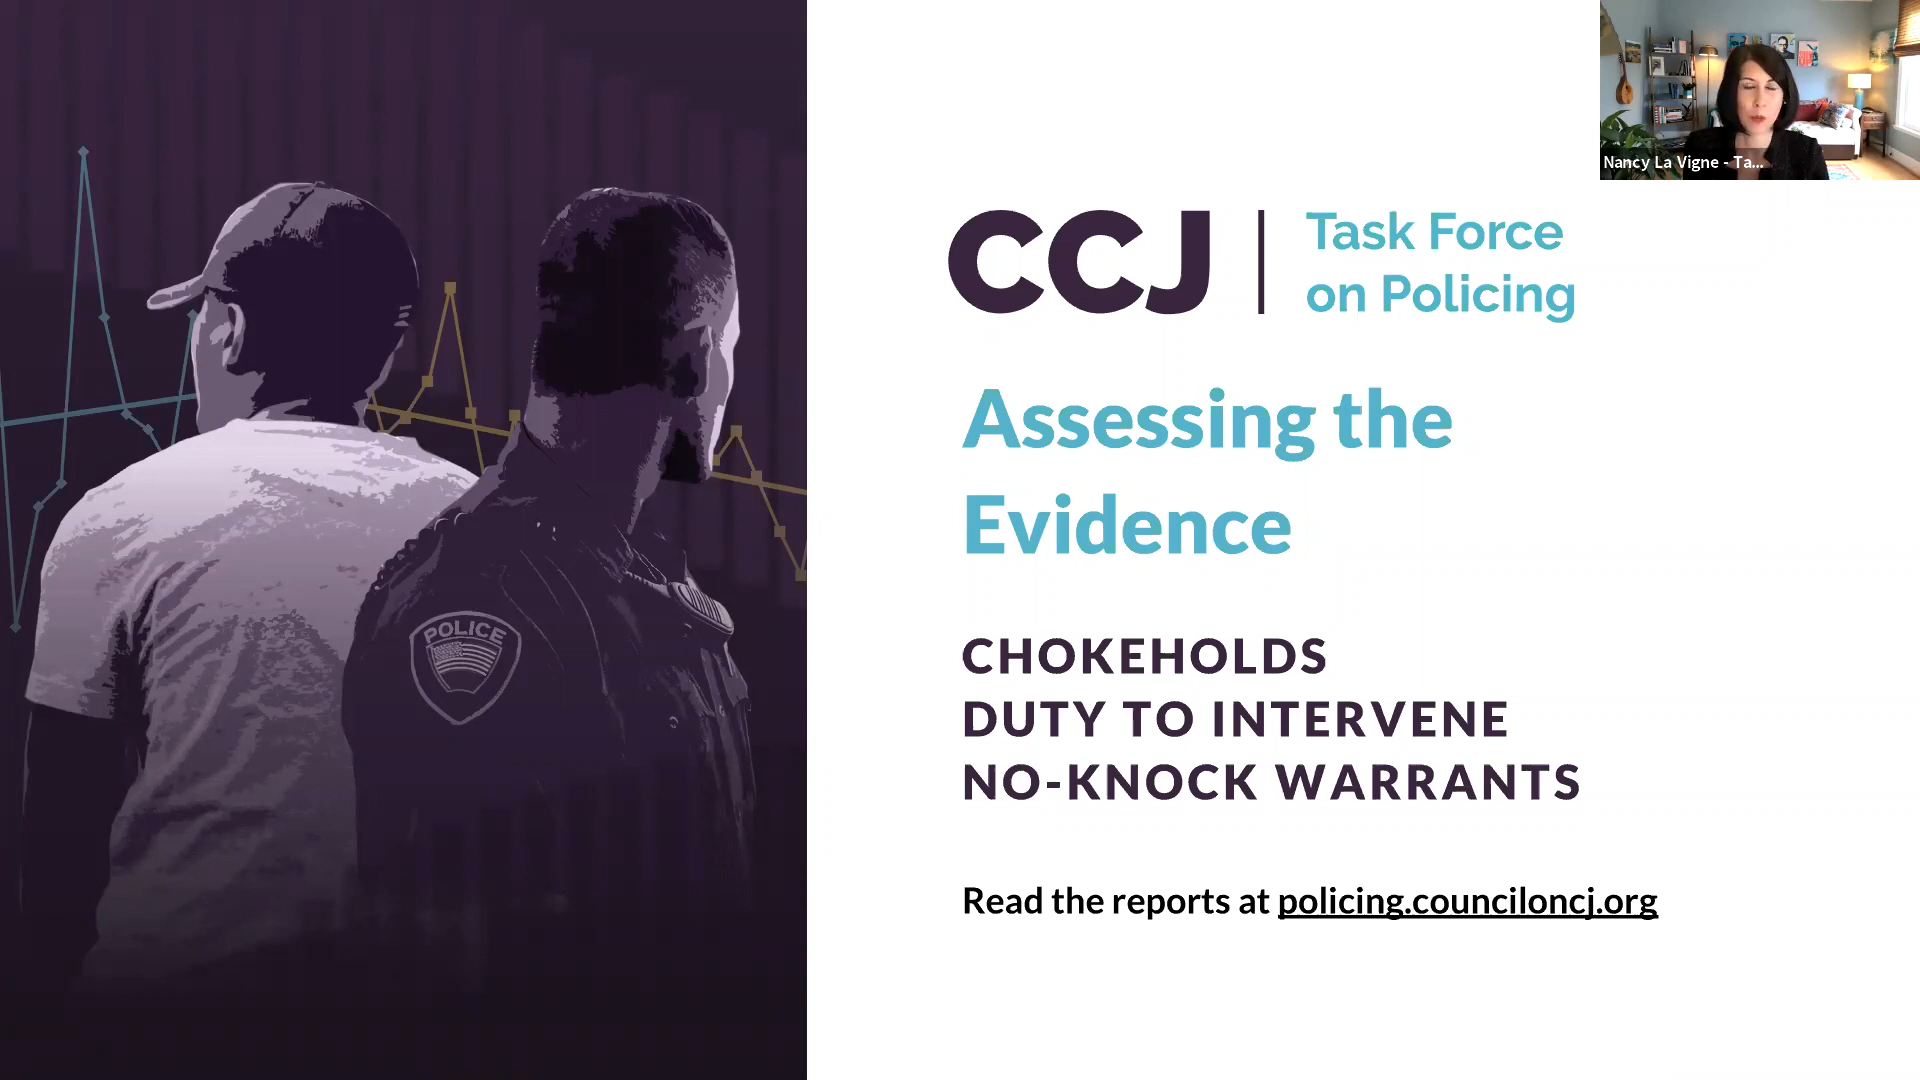 Nancy La Vigne - Ta...
CCJ
Task Force
on Policing
Assessing the
Evidence
CHOKEHOLDS
DUTY TO INTERVENE
NO-KNOCK WARRANTS
Read the reports at policing.counciloncj.org
POLICE